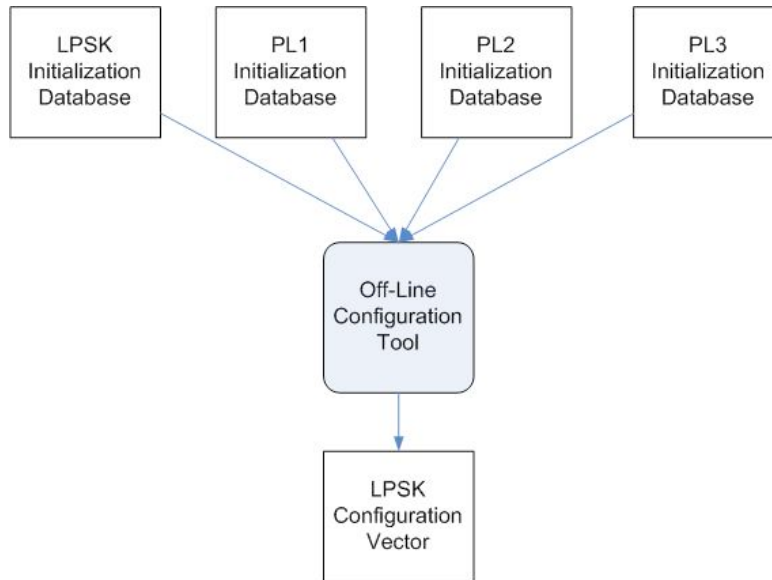 LPSK
Initialization
Database
PL1
Initialization
Database
PL2
Initialization
Database
PL3
Initialization
Database
Off-Line
Configuration
Tool
LPSK
Configuration
Vector